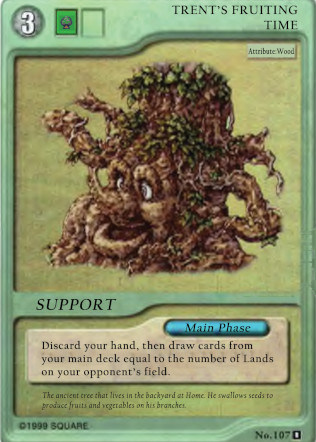 TRENT'S FRUITING
TIME
3
Attribute:Wood
SUPPORT
Main Phase
Discard your hand, then draw cards from
your main deck equal to the number of Lands
on your opponent's field.
The ancient tree that lives in the backyard at Home. He swallows seeds to
produce fruits and vegetables on his branches.
©1999 SQUARE
No.107